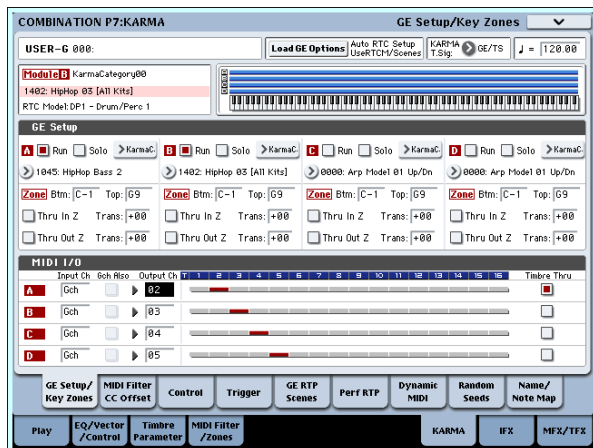 COMBINATION P7:KARMA GE Setup/Key Zones
USER-G 000: Load GE Options Auto RTC Setup UseRTCM/Scenes KARMA T.Sig: GE/TS ♩ = 120.00
Module B KarmaCategory00
1402: HipHop 03 [All Kits]
RTC Model:DP1 - Drum/Perc 1
A B C D
GE Setup
A Run Solo KarmaC. B Run Solo KarmaC. C Run Solo KarmaC. D Run Solo KarmaC.
1045: HipHop Bass 2 1402: HipHop 03 [All Kits] 0000: Arp Model 01 Up/Dn 0000: Arp Model 01 Up/Dn
Zone Btm: C-1 Top: G9 Zone Btm: C-1 Top: G9 Zone Btm: C-1 Top: G9 Zone Btm: C-1 Top: G9
Thru In Z Trans: +00 Thru In Z Trans: +00 Thru In Z Trans: +00 Thru In Z Trans: +00
Thru Out Z Trans: +00 Thru Out Z Trans: +00 Thru Out Z Trans: +00 Thru Out Z Trans: +00
MIDI I/O
Input Ch Gch Also Output Ch T 1 2 3 4 5 6 7 8 9 10 11 12 13 14 15 16 Timbre Thru
A Gch 02
B Gch 03
C Gch 04
D Gch 05
GE Setup/ Key Zones MIDI Filter CC Offset Control Trigger GE RTP Scenes Perf RTP Dynamic MIDI Random Seeds Name/ Note Map
Play EQ/Vector /Control Timbre Parameter MIDI Filter /Zones KARMA IFX MFX/TFX